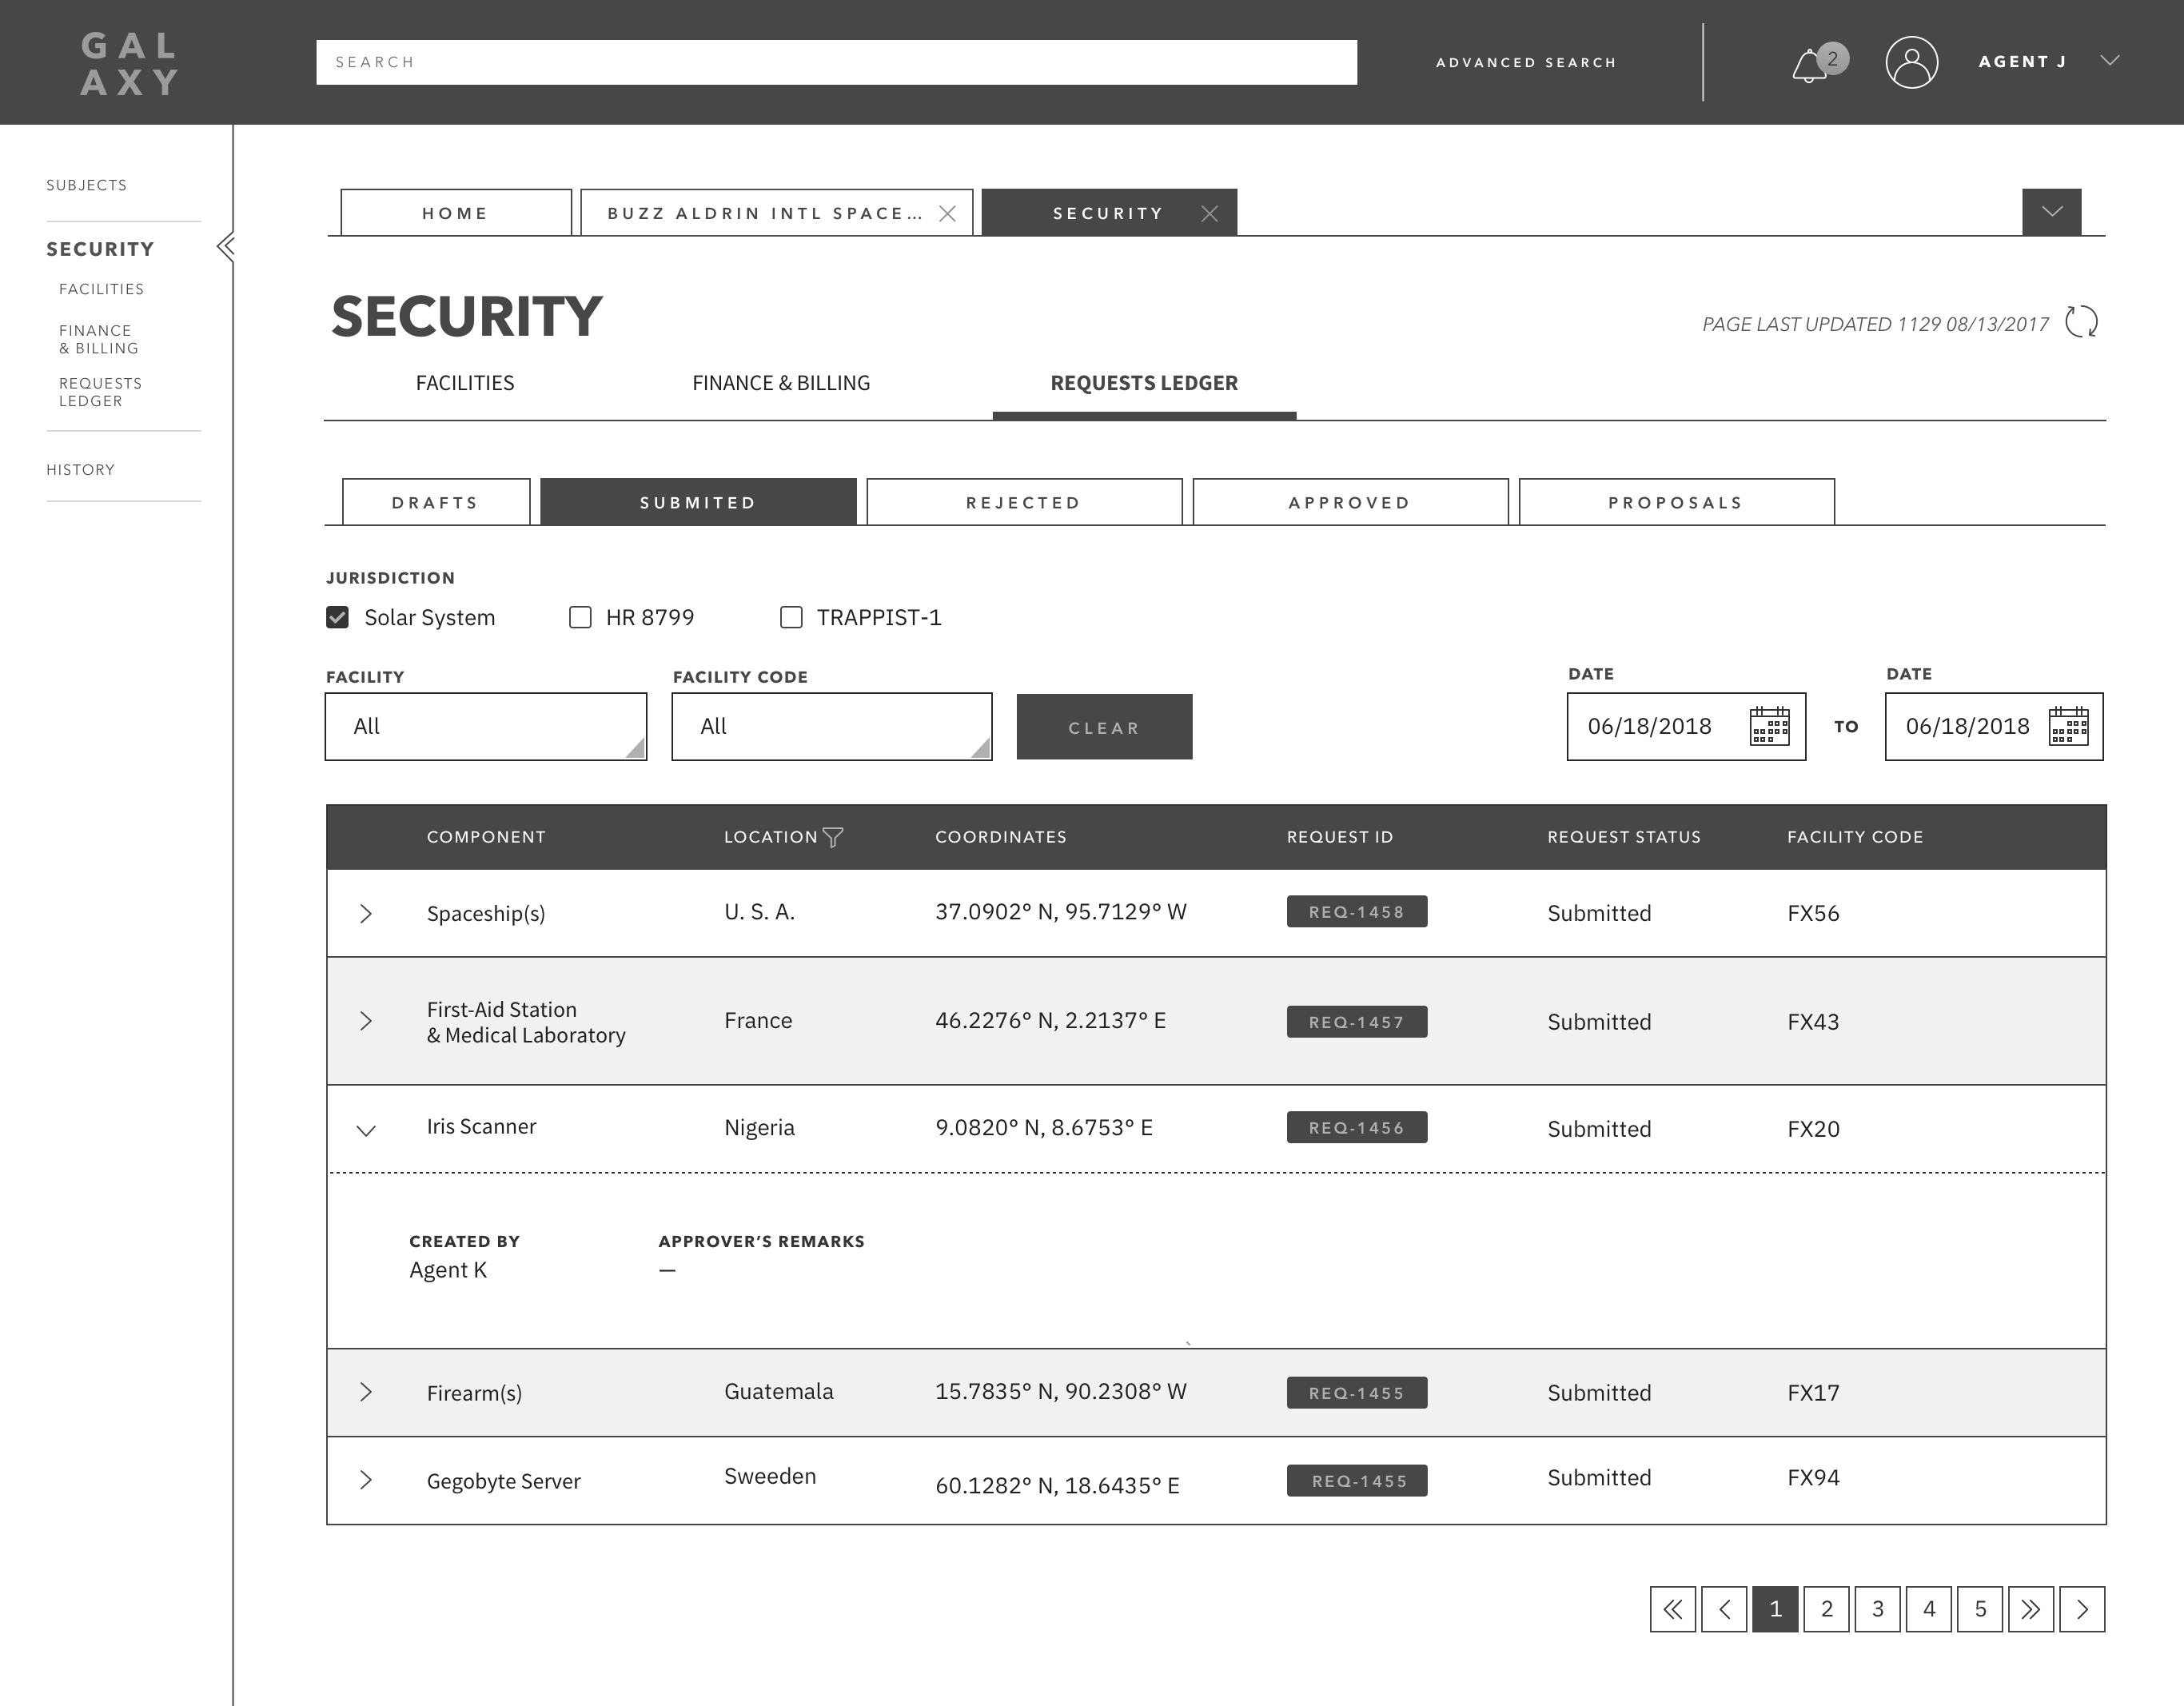 GAL
AXY
SEARCH
ADVANCED SEARCH
2
AGENT J
SUBJECTS
SECURITY
FACILITIES
FINANCE
& BILLING
REQUESTS
LEDGER
HISTORY
HOME
BUZZ ALDRIN INTL SPACE...
SECURITY
SECURITY
PAGE LAST UPDATED 1129 08/13/2017
FACILITIES
FINANCE & BILLING
REQUESTS LEDGER
DRAFTS
SUBMITED
REJECTED
APPROVED
PROPOSALS
JURISDICTION
Solar System
HR 8799
TRAPPIST-1
FACILITY
All
FACILITY CODE
All
CLEAR
DATE
06/18/2018
TO
DATE
06/18/2018
COMPONENT LOCATION COORDINATES REQUEST ID REQUEST STATUS FACILITY CODE
Spaceship(s) U. S. A. 37.0902° N, 95.7129° W REQ-1458 Submitted FX56
First-Aid Station
& Medical Laboratory
France 46.2276° N, 2.2137° E REQ-1457 Submitted FX43
Iris Scanner Nigeria 9.0820° N, 8.6753° E REQ-1456 Submitted FX20
CREATED BY
Agent K
APPROVER'S REMARKS
—
Firearm(s) Guatemala 15.7835° N, 90.2308° W REQ-1455 Submitted FX17
Gegobyte Server Sweeden 60.1282° N, 18.6435° E REQ-1455 Submitted FX94
1 2 3 4 5